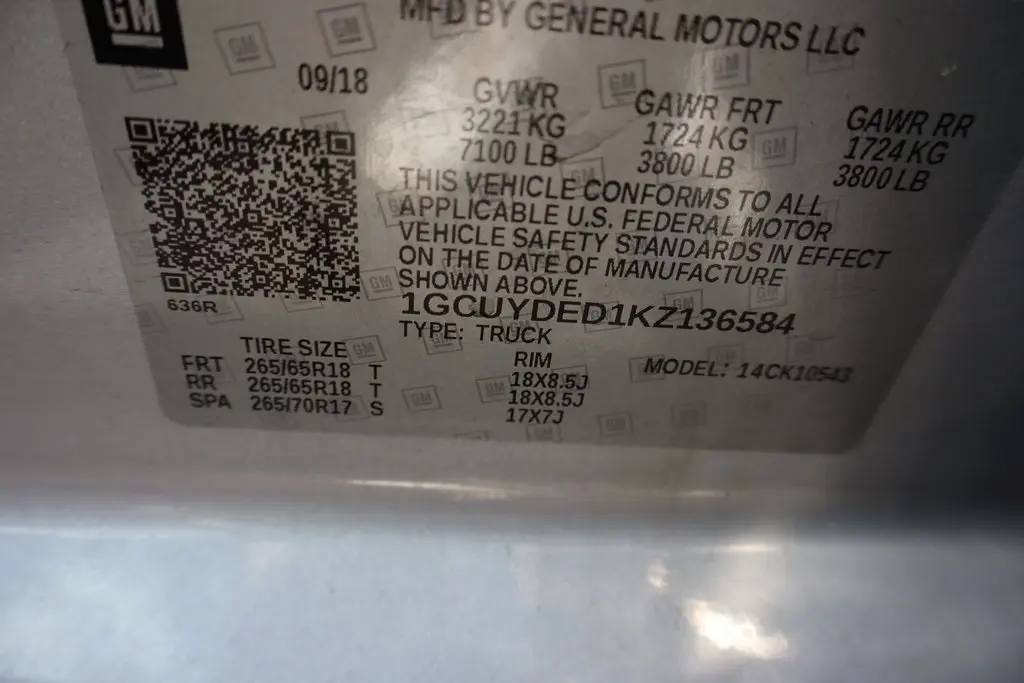 GM
MFD BY GENERAL MOTORS LLC
09/18
GVWR GAWR FRT GAWR RR
3221 KG 1724 KG 1724 KG
7100 LB 3800 LB 3800 LB
THIS VEHICLE CONFORMS TO ALL
APPLICABLE U.S. FEDERAL MOTOR
VEHICLE SAFETY STANDARDS IN EFFECT
ON THE DATE OF MANUFACTURE
SHOWN ABOVE.
636R
1GCUYDED1KZ136584
TYPE: TRUCK
TIRE SIZE RIM MODEL: 14CK10543
FRT 265/65R18 T 18X8.5J
RR 265/65R18 T 18X8.5J
SPA 265/70R17 S 17X7J